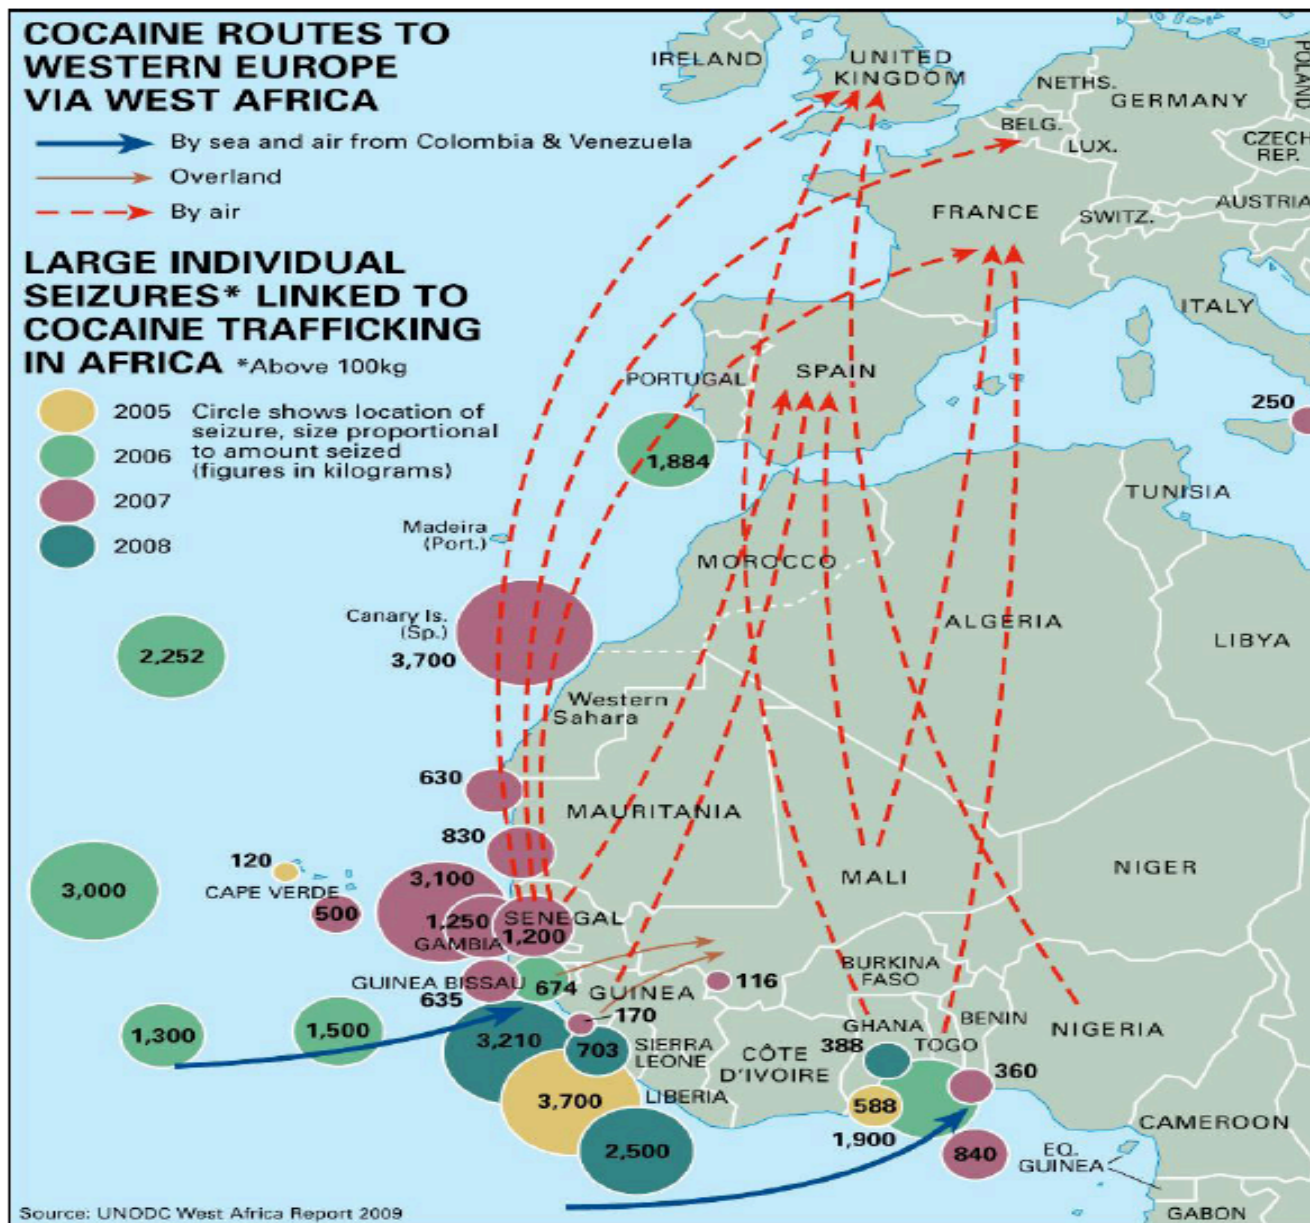 COCAINE ROUTES TO
WESTERN EUROPE
VIA WEST AFRICA
By sea and air from Colombia & Venezuela
Overland
By air
LARGE INDIVIDUAL
SEIZURES* LINKED TO
COCAINE TRAFFICKING
IN AFRICA *Above 100kg
2005
2006
2007
2008
Circle shows location of
seizure, size proportional
to amount seized
(figures in kilograms)
IRELAND
UNITED
KINGDOM
NETHS.
GERMANY
POLAND
BELG.
LUX.
CZECH
REP.
FRANCE
SWITZ.
AUSTRIA
ITALY
PORTUGAL
SPAIN
250
1,884
TUNISIA
Madeira
(Port.)
MOROCCO
Canary Is.
(Sp.)
3,700
ALGERIA
LIBYA
2,252
Western
Sahara
630
MAURITANIA
830
MALI
NIGER
120
CAPE VERDE
3,000
500
3,100
1,250
SENEGAL
1,200
GAMBIA
GUINEA BISSAU
635
674
GUINEA
116
BURKINA
FASO
170
1,300
1,500
3,210
703
SIERRA
LEONE
CÔTE
D'IVOIRE
GHANA
388
TOGO
BENIN
NIGERIA
360
3,700
LIBERIA
588
1,900
2,500
840
CAMEROON
EQ.
GUINEA
GABON
Source: UNODC West Africa Report 2009